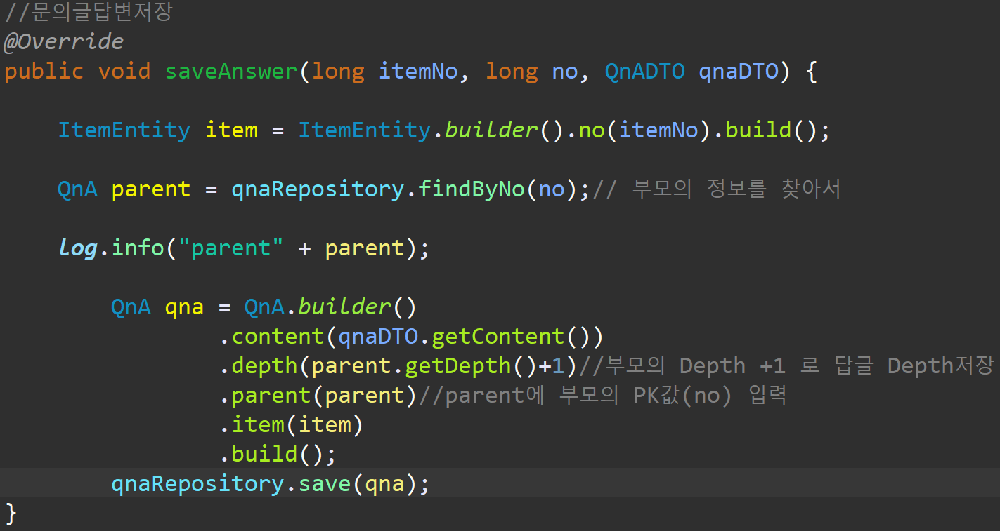 //문의글답변저장
@Override
public void saveAnswer(long itemNo, long no, QnADTO qnaDTO) {
ItemEntity item = ItemEntity.builder().no(itemNo).build();
QnA parent = qnaRepository.findByNo(no);// 부모의 정보를 찾아서
log.info("parent" + parent);
QnA qna = QnA.builder()
.content(qnaDTO.getContent())
.depth(parent.getDepth()+1)//부모의 Depth +1 로 답글 Depth저장
.parent(parent)//parent에 부모의 PK값(no) 입력
.item(item)
.build();
qnaRepository.save(qna);
}